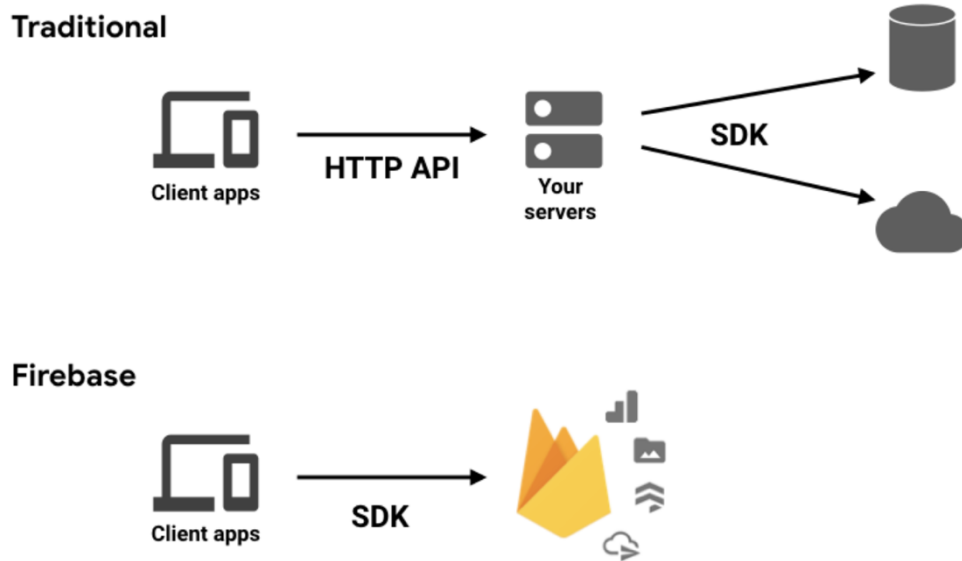 Traditional
Client apps
HTTP API
Your
servers
SDK
Firebase
Client apps
SDK